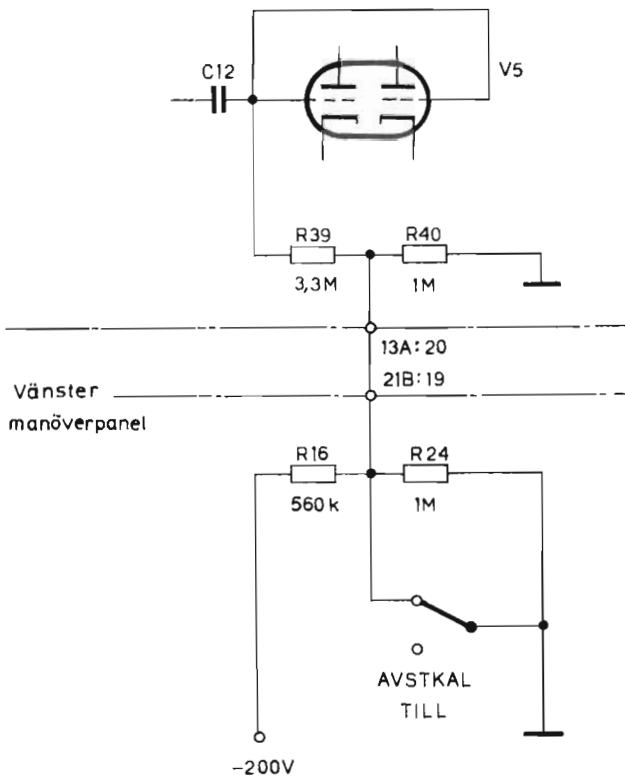 C12
V5
R39
R40
3,3M
1M
13A:20
21B:19
Vänster
manöverpanel
R16
R24
560k
1M
AVSTKAL
TILL
-200V